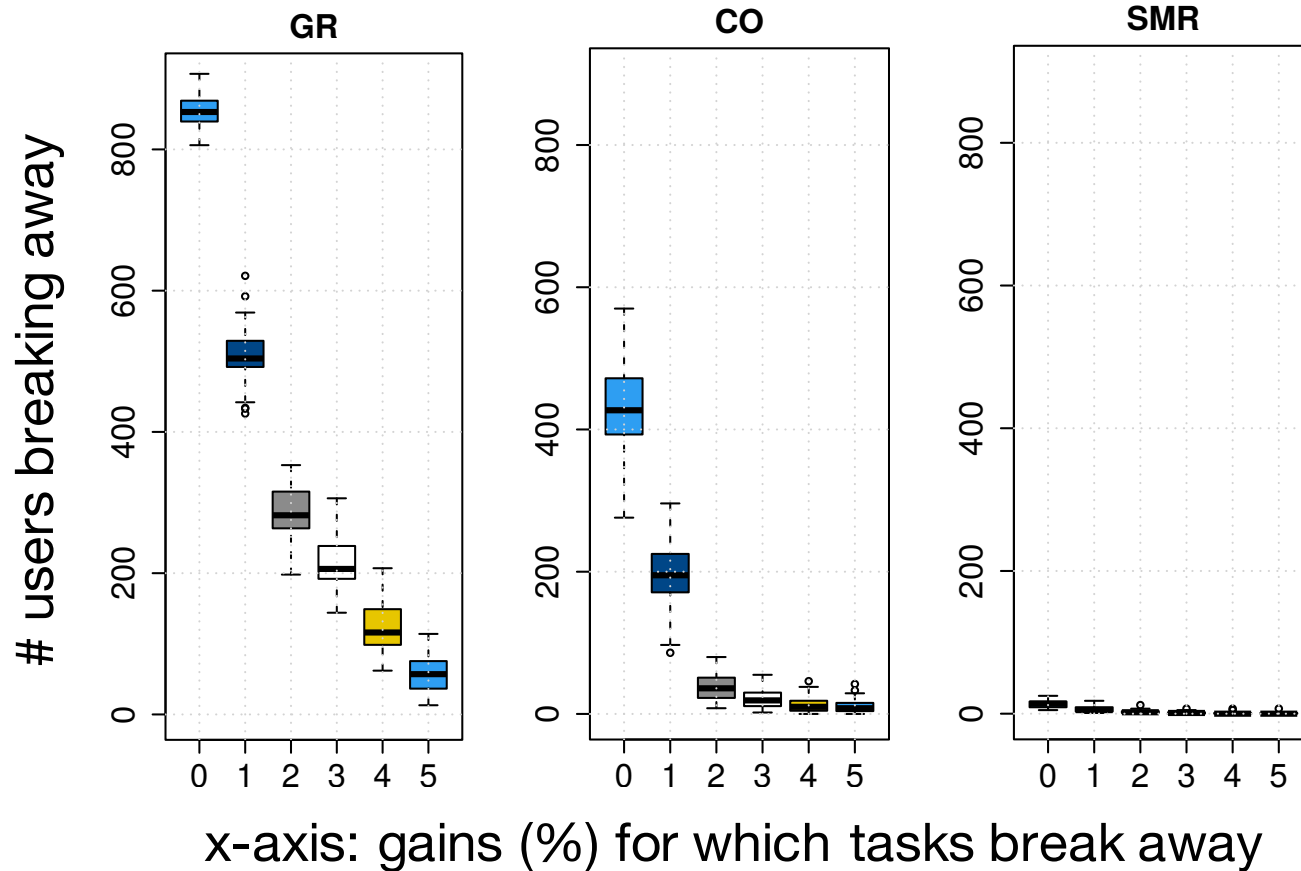 GR CO SMR
# users breaking away
800 800 800
600 600 600
400 400 400
200 200 200
0 0 0
0 1 2 3 4 5 0 1 2 3 4 5 0 1 2 3 4 5
x-axis: gains (%) for which tasks break away